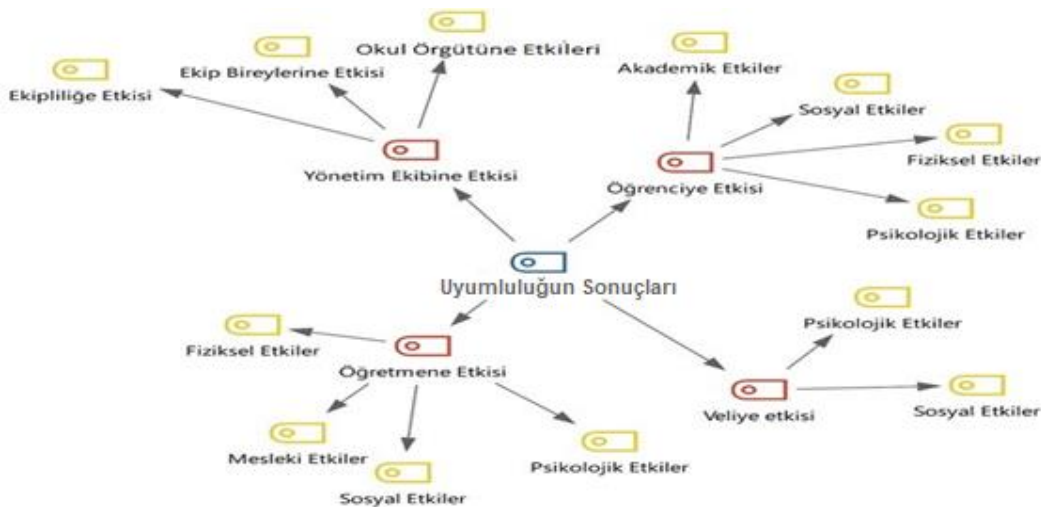 Okul Örgütüne Etkileri
Ekip Bireylerine Etkisi
Ekipliliğe Etkisi
Yönetim Ekibine Etkisi
Akademik Etkiler
Sosyal Etkiler
Fiziksel Etkiler
Öğrenciye Etkisi
Psikolojik Etkiler
Uyumluluğun Sonuçları
Fiziksel Etkiler
Öğretmene Etkisi
Mesleki Etkiler
Sosyal Etkiler
Psikolojik Etkiler
Psikolojik Etkiler
Veliye etkisi
Sosyal Etkiler